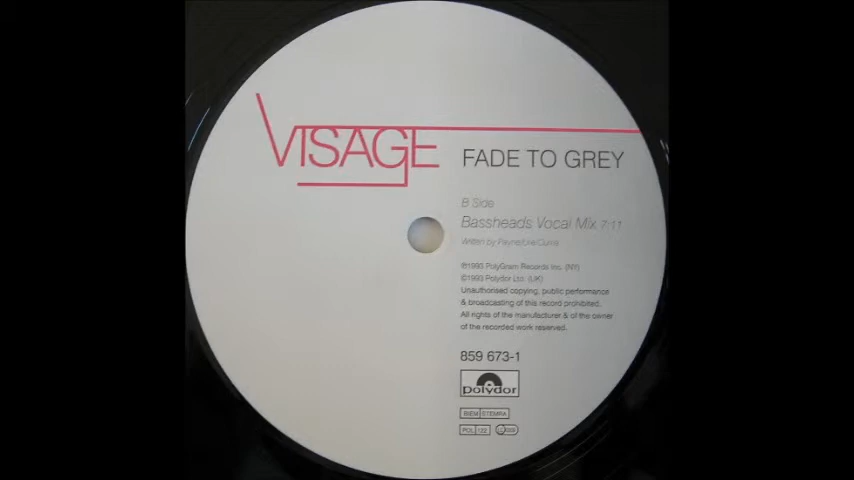 VISAGE
FADE TO GREY
B Side
Bassheads Vocal Mix 7:11
Written by Payne/Ure/Currie
℗1993 PolyGram Records Inc. (NY)
©1993 Polydor Ltd. (UK)
Unauthorised copying, public performance
& broadcasting of this record prohibited.
All rights of the manufacturer & of the owner
of the recorded work reserved.
859 673-1
polydor
BIEM STEMRA
POL